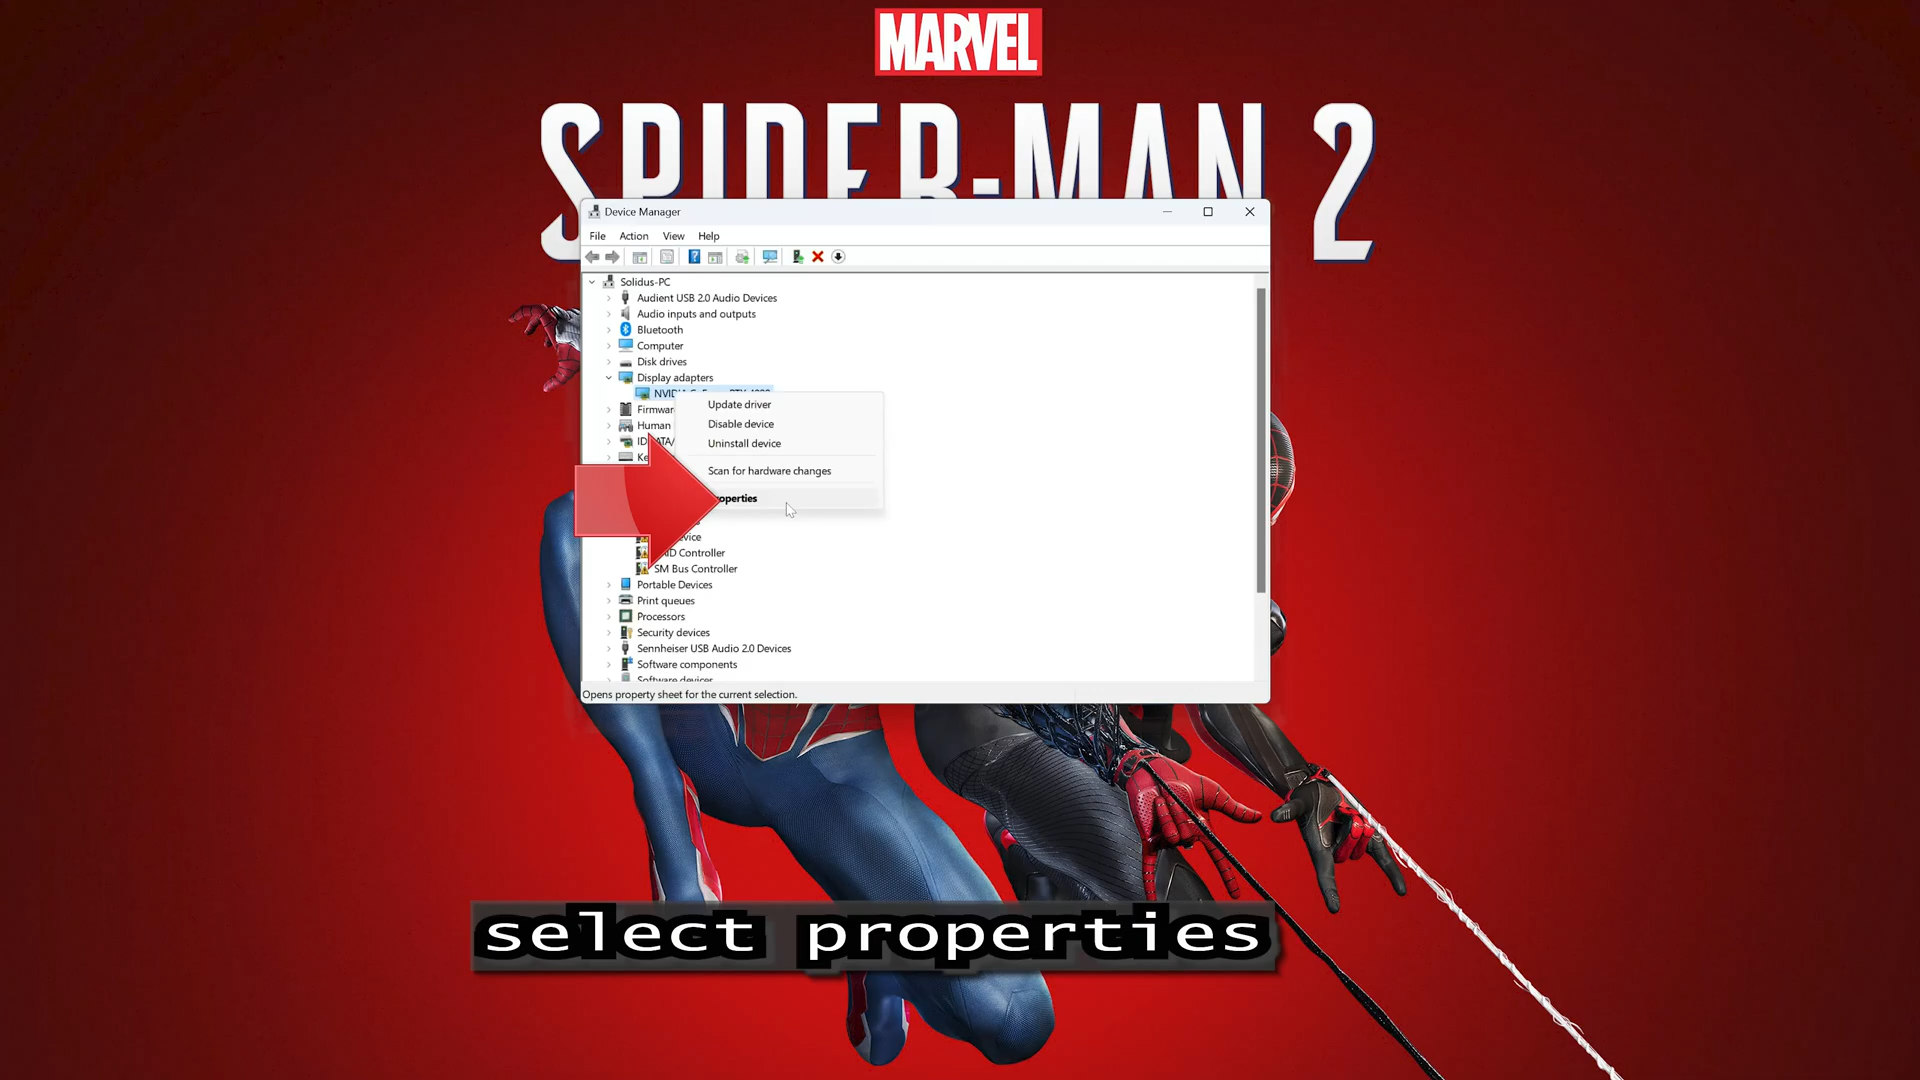 MARVEL
SPIDER-MAN 2
Device Manager
File Action View Help
Solidus-PC
Audient USB 2.0 Audio Devices
Audio inputs and outputs
Bluetooth
Computer
Disk drives
Display adapters
Update driver
Disable device
Human
Uninstall device
Scan for hardware changes
SM Bus Controller
Portable Devices
Print queues
Processors
Security devices
Sennheiser USB Audio 2.0 Devices
Software components
Software devices
Opens property sheet for the current selection.
select properties